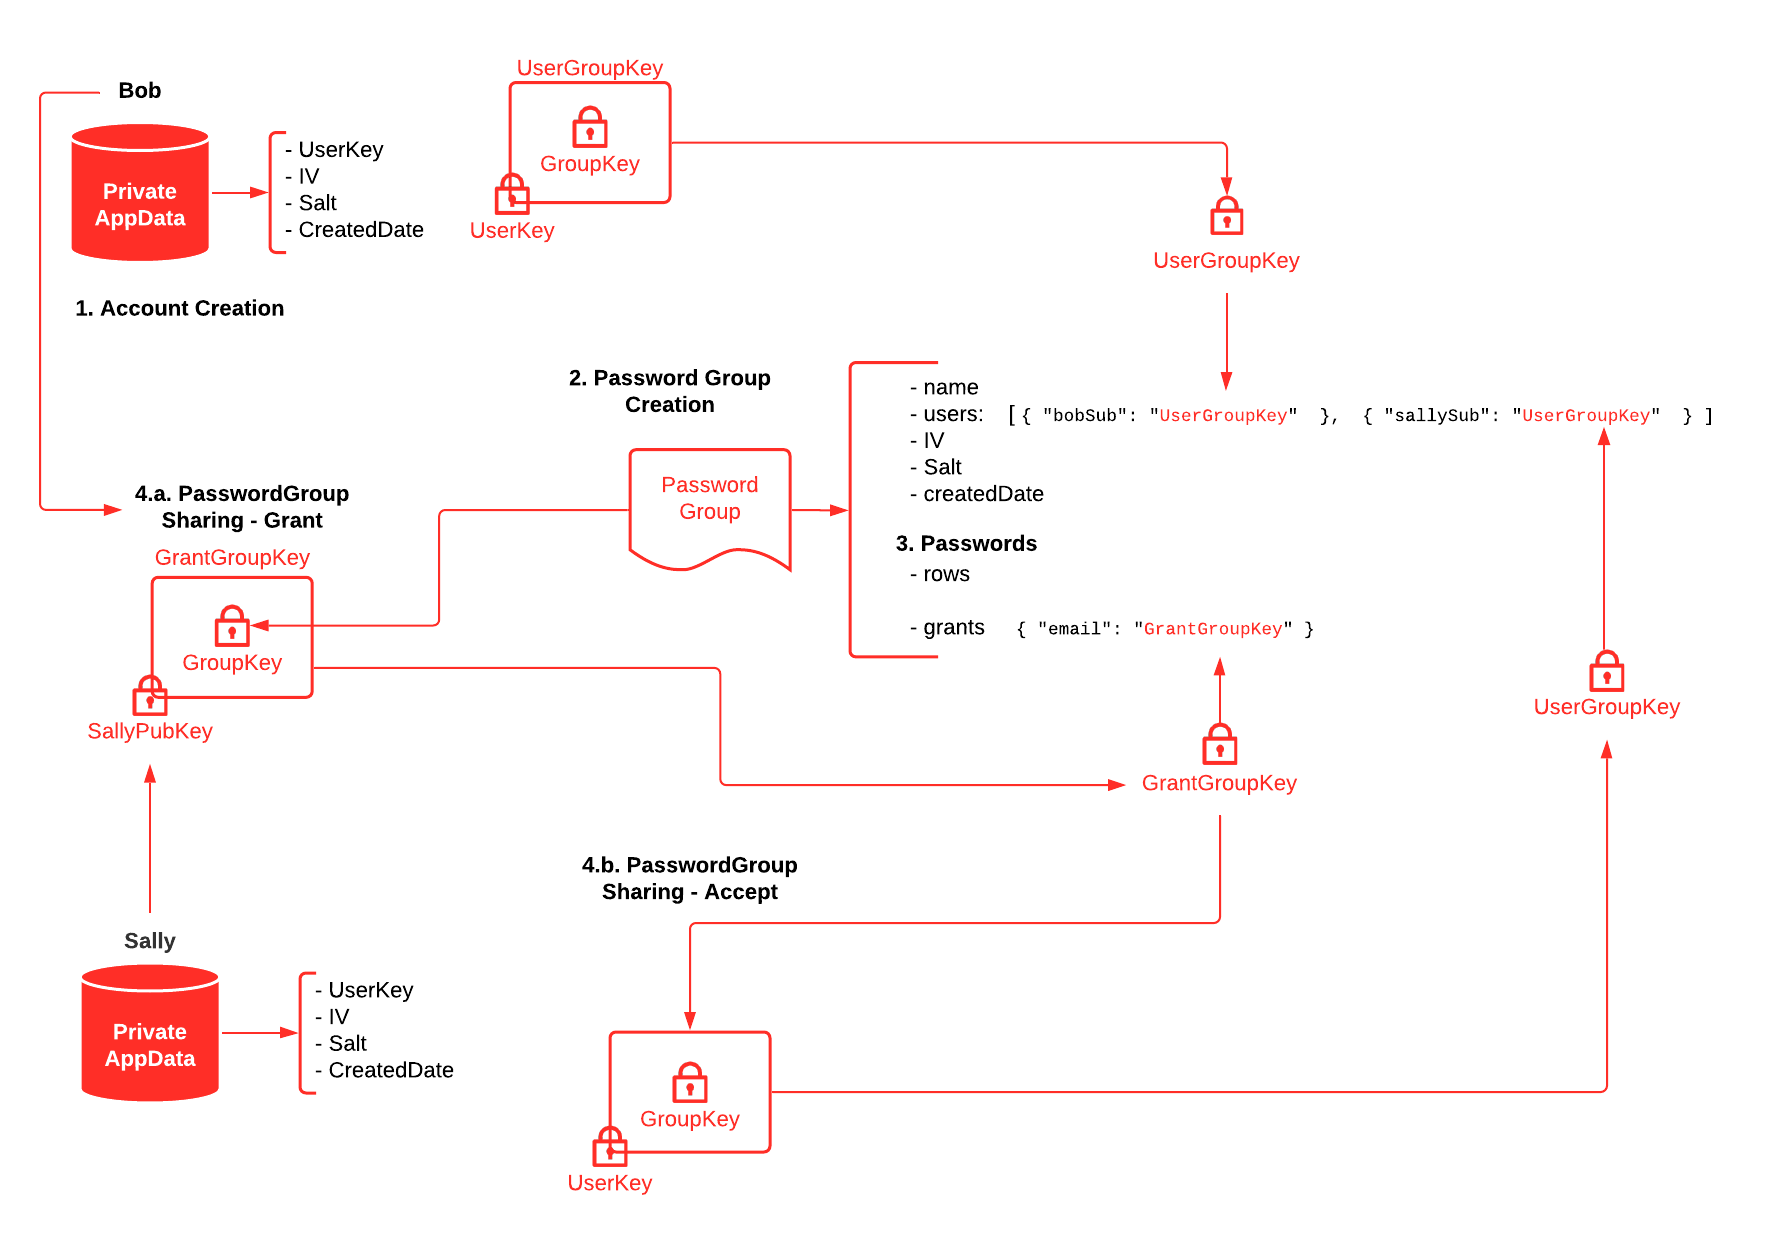 Bob
Private
AppData
- UserKey
- IV
- Salt
- CreatedDate
1. Account Creation
UserGroupKey
GroupKey
UserKey
UserGroupKey
2. Password Group
Creation
Password
Group
- name
- users: [ { "bobSub": "UserGroupKey" }, { "sallySub": "UserGroupKey" } ]
- IV
- Salt
- createdDate
3. Passwords
- rows
- grants { "email": "GrantGroupKey" }
4.a. PasswordGroup
Sharing - Grant
GrantGroupKey
GroupKey
SallyPubKey
UserGroupKey
GrantGroupKey
4.b. PasswordGroup
Sharing - Accept
Sally
Private
AppData
- UserKey
- IV
- Salt
- CreatedDate
GroupKey
UserKey